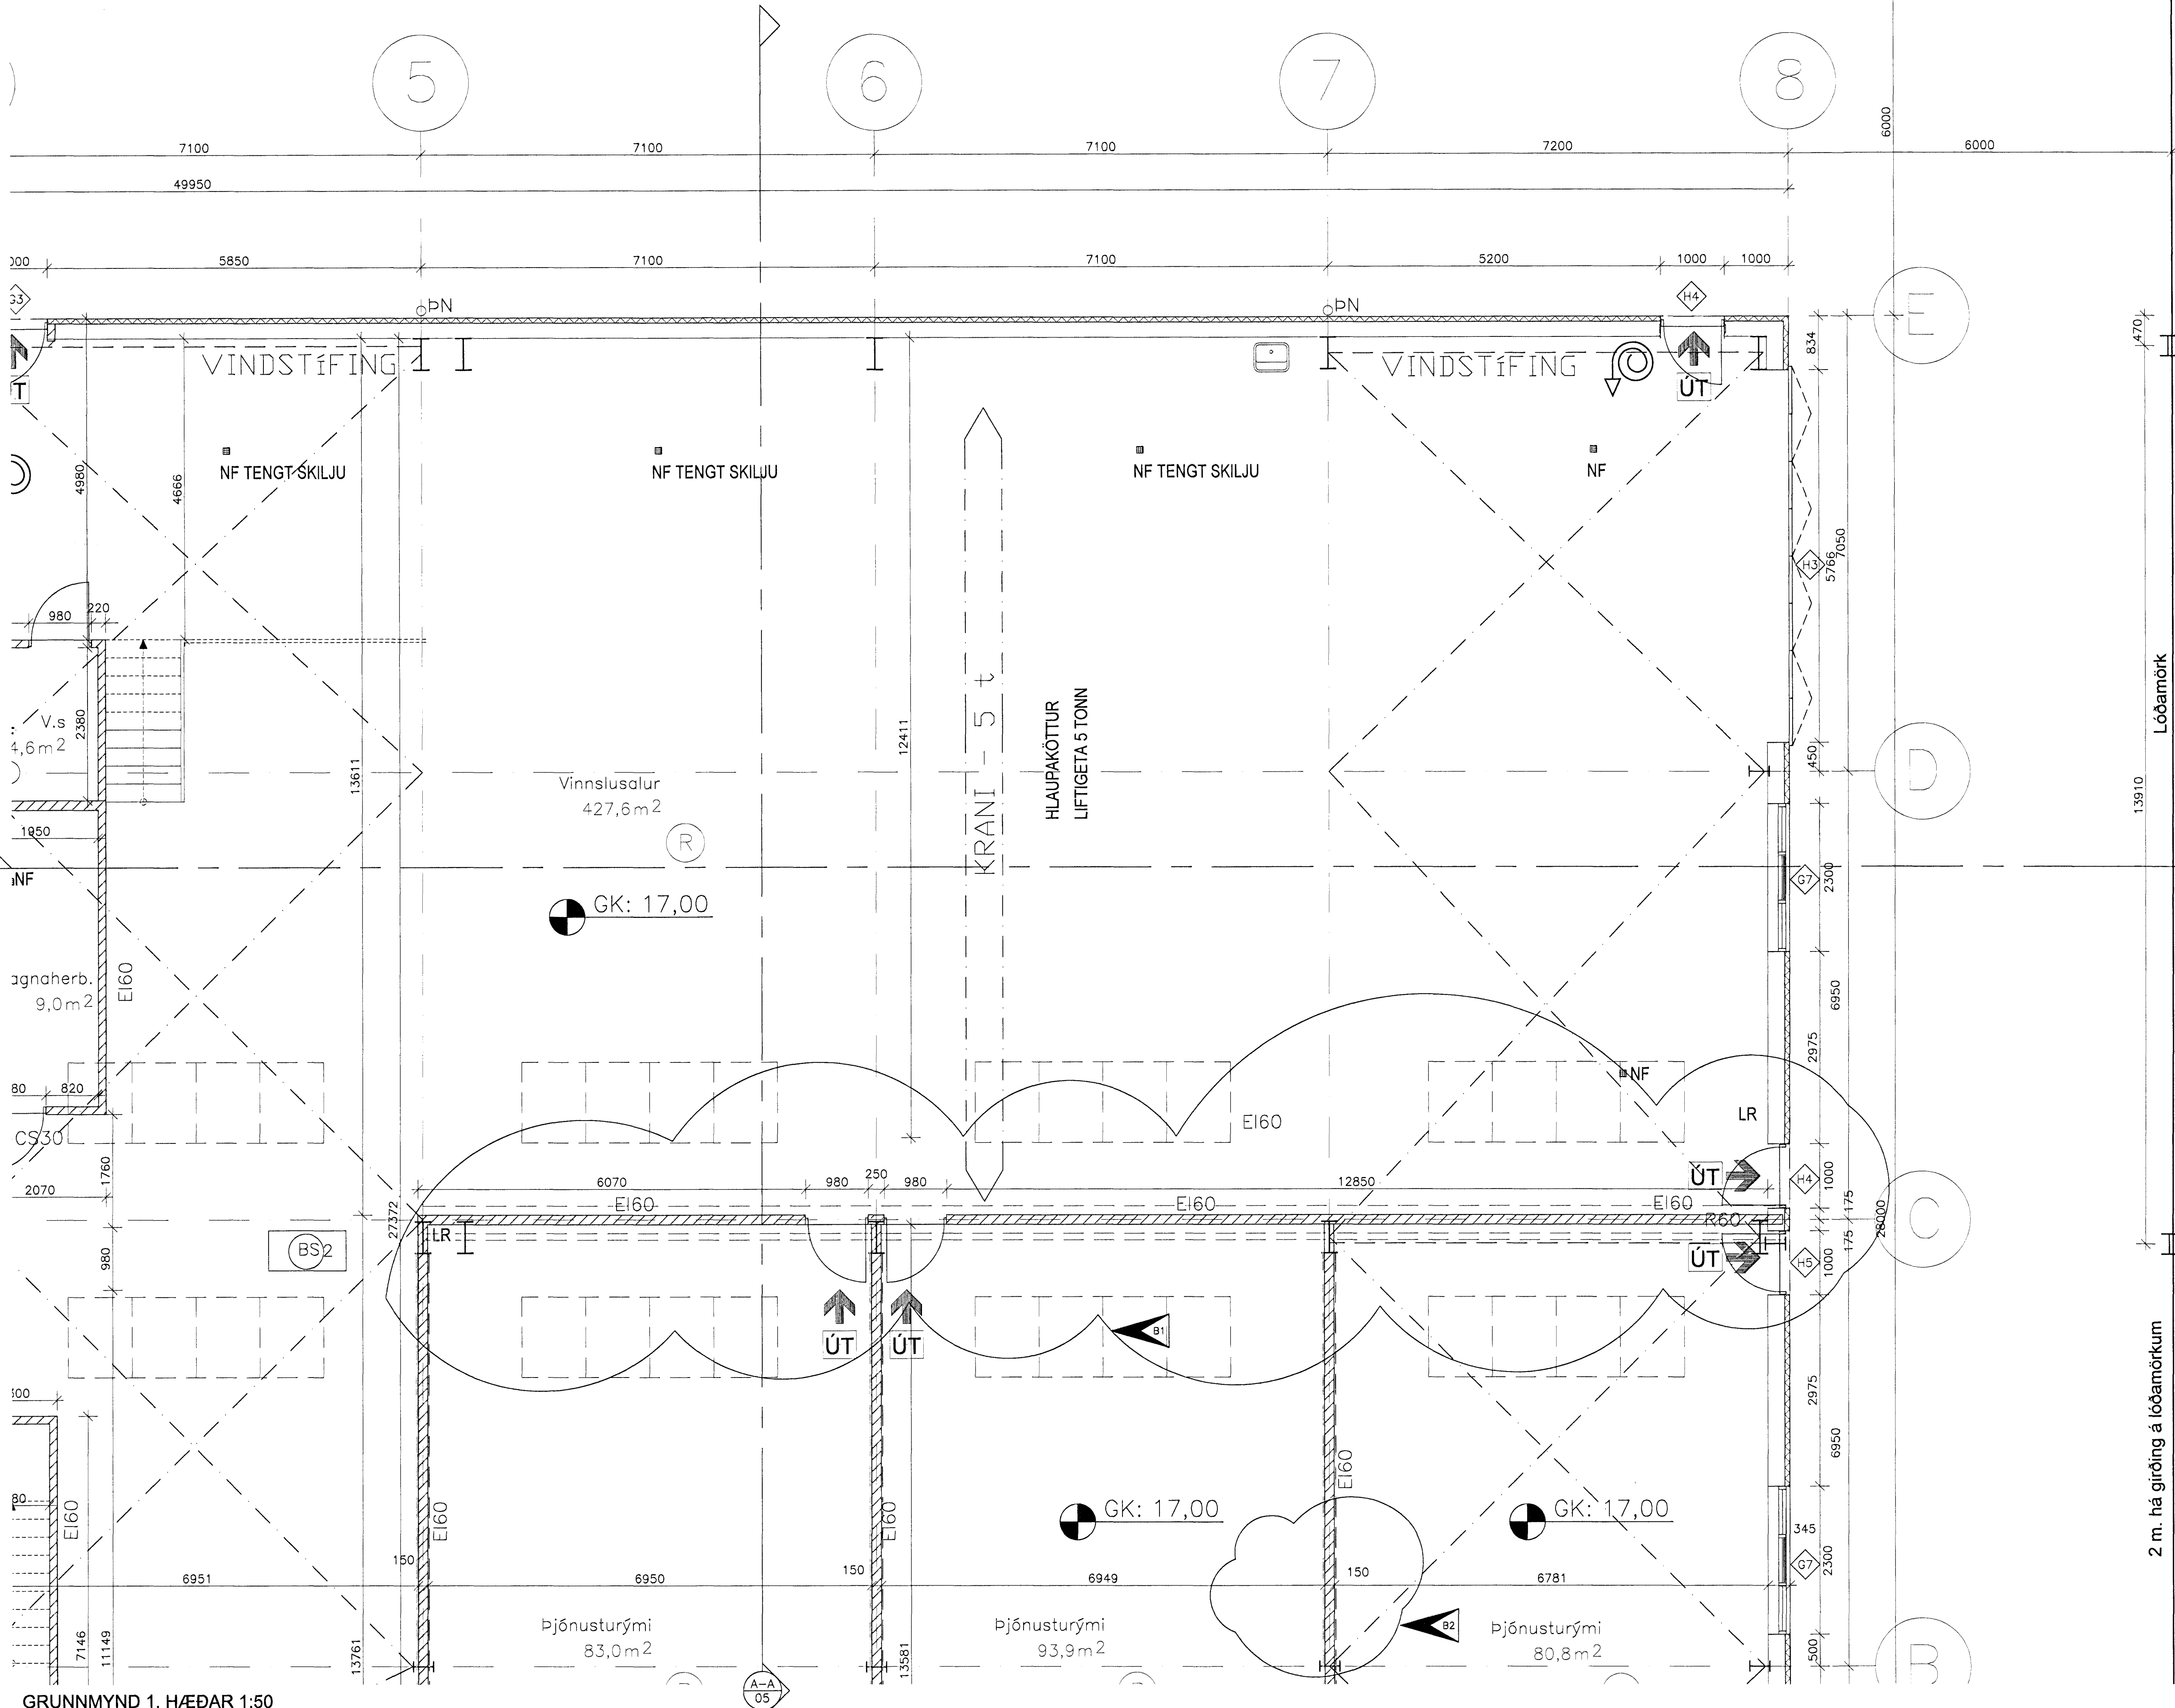 5
6
7
8
6000
7100
7100
7100
7200
6000
49950
5850
7100
7100
5200
1000
1000
G3
ÞN
ÞN
H4
E
VINDSTíFING
VINDSTíFING
ÚT
834
470
4980
4666
NF TENGT SKILJU
NF TENGT SKILJU
NF TENGT SKILJU
NF
H3
5766
7050
980
220
V.s
4,6m2
2380
KRANI - 5 t
HLAUPAKÖTTUR
LIFTIGETA 5 TONN
12411
13611
Lóðamörk
450
D
13910
Vinnslusalur
427,6m2
R
1950
NF
G7
2300
GK: 17,00
9,0m2
EI60
6950
2975
NF
820
LR
CS30
EI60
1760
2070
6070
980
250
980
12850
ÚT
H4
1000
175
EI60
EI60
EI60
R60
C
28000
27372
LR
BS2
980
175
ÚT
H5
1000
ÚT
ÚT
B1
2975
6950
EI60
EI60
EI60
EI60
GK: 17,00
GK: 17,00
345
G7
2300
150
150
150
6951
6950
6949
6781
2 m. há girðing á lóðamörkum
Þjónusturými
83,0m2
Þjónusturými
93,9m2
B2
Þjónusturými
80,8m2
7146
11149
13761
13581
500
B
A-A
05
GRUNNMYND 1. HÆÐAR 1:50